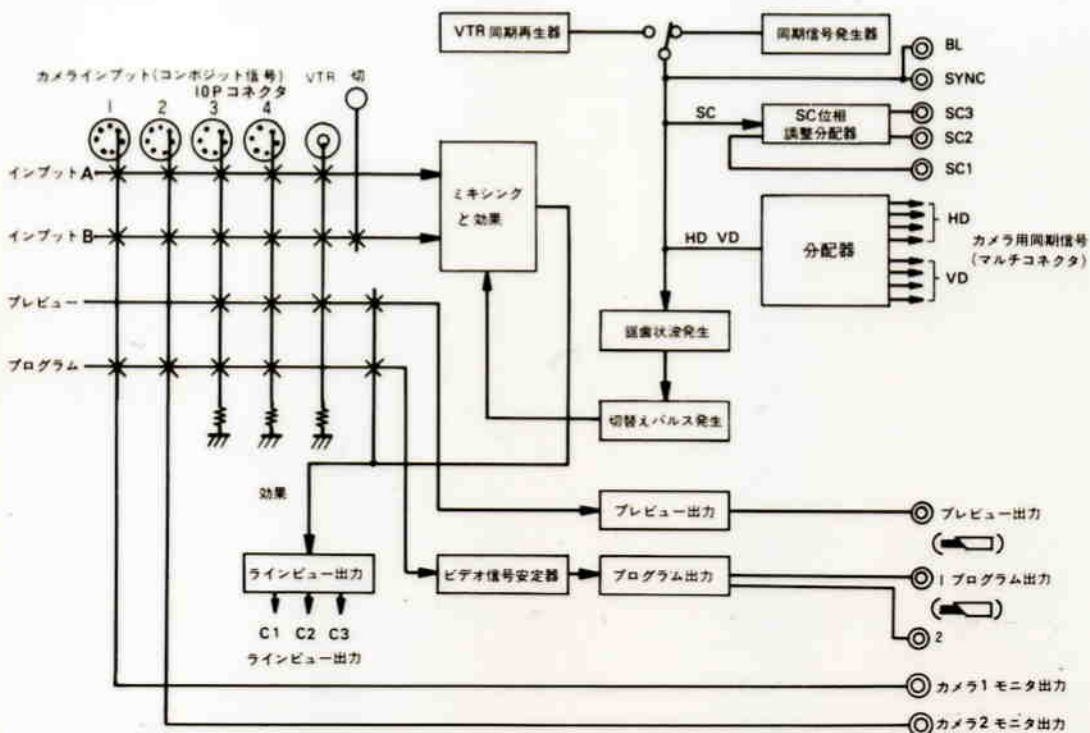 VTR同期再生器
同期信号発生器
BL
SYNC
カメラインプット(コンポジット信号)
10Pコネクタ
VTR
切
1
2
3
4
SC
SC位相
調整分配器
SC3
SC2
SC1
インプットA
インプットB
ミキシング
と効果
HD VD
分配器
HD
VD
カメラ用同期信号
(マルチコネクタ)
プレビュー
プログラム
鋸歯状波発生
切替えパルス発生
効果
プレビュー出力
プレビュー出力
ラインビュー出力
ビデオ信号安定器
プログラム出力
1 プログラム出力
C1 C2 C3
ラインビュー出力
2
カメラ1 モニタ出力
カメラ2 モニタ出力